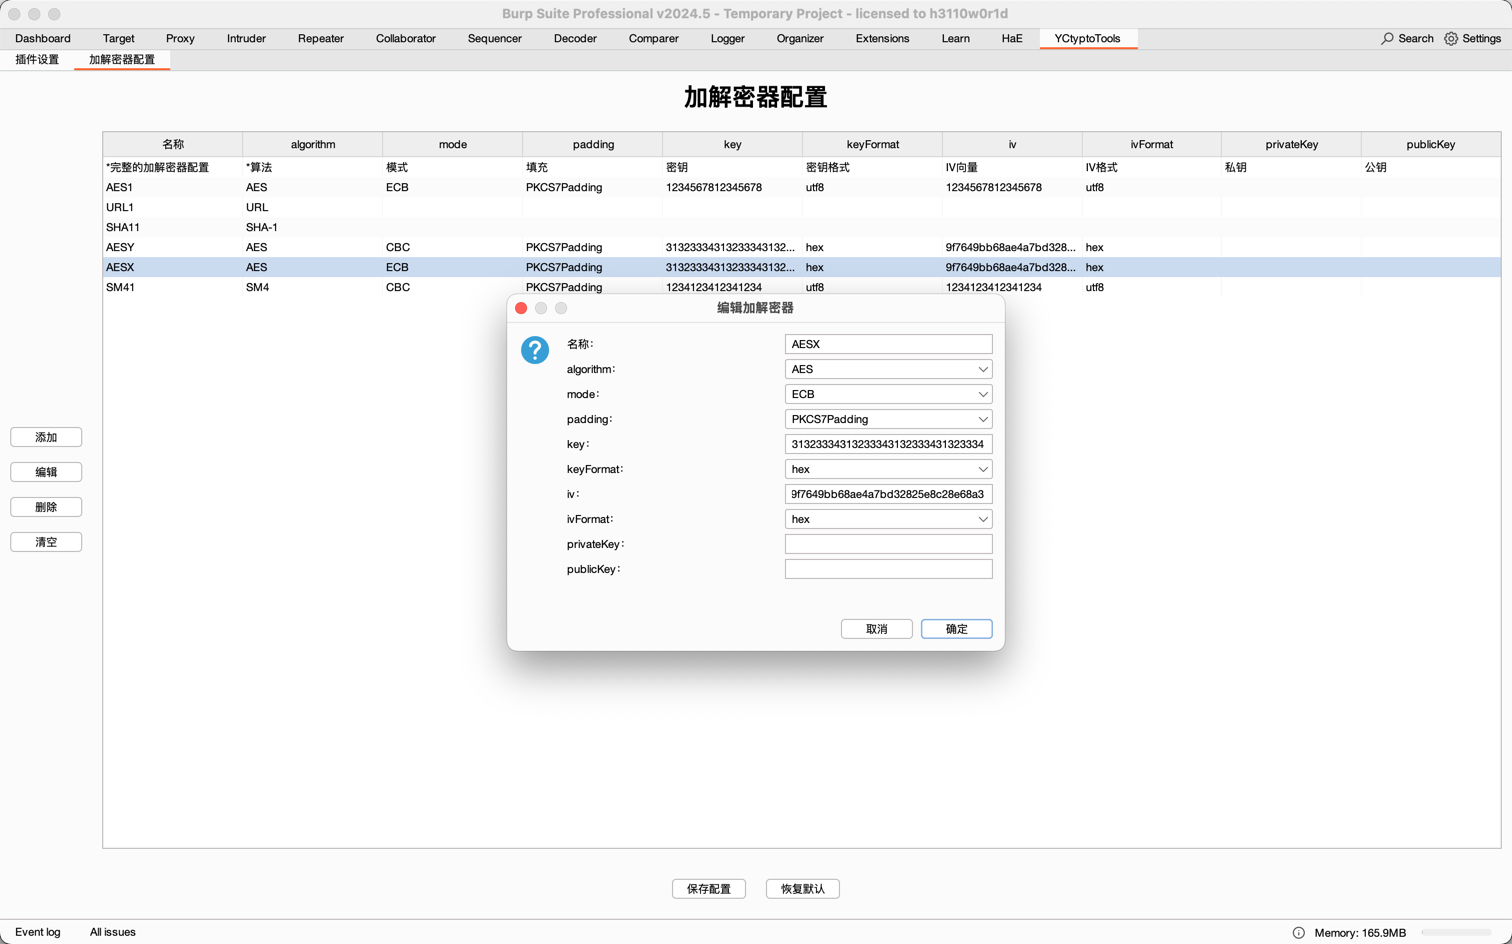 Burp Suite Professional v2024.5 - Temporary Project - licensed to h3110w0r1d
Dashboard Target Proxy Intruder Repeater Collaborator Sequencer Decoder Comparer Logger Organizer Extensions Learn HaE YCtyptoTools Search Settings
插件设置 加解密器配置
加解密器配置
名称 algorithm mode padding key keyFormat iv ivFormat privateKey publicKey
*完整的加解密器配置 *算法 模式 填充 密钥 密钥格式 IV向量 IV格式 私钥 公钥
AES1 AES ECB PKCS7Padding 1234567812345678 utf8 1234567812345678 utf8
URL1 URL
SHA11 SHA-1
AESY AES CBC PKCS7Padding 31323334313233343132... hex 9f7649bb68ae4a7bd328... hex
AESX AES ECB PKCS7Padding 31323334313233343132... hex 9f7649bb68ae4a7bd328... hex
SM41 SM4 CBC PKCS7Padding 1234123412341234 utf8 1234123412341234 utf8
编辑加解密器
名称: AESX
algorithm: AES
mode: ECB
padding: PKCS7Padding
key: 31323334313233343132333431323334
keyFormat: hex
iv: 9f7649bb68ae4a7bd32825e8c28e68a3
ivFormat: hex
privateKey:
publicKey:
取消 确定
添加
编辑
删除
清空
保存配置 恢复默认
Event log All issues Memory: 165.9MB